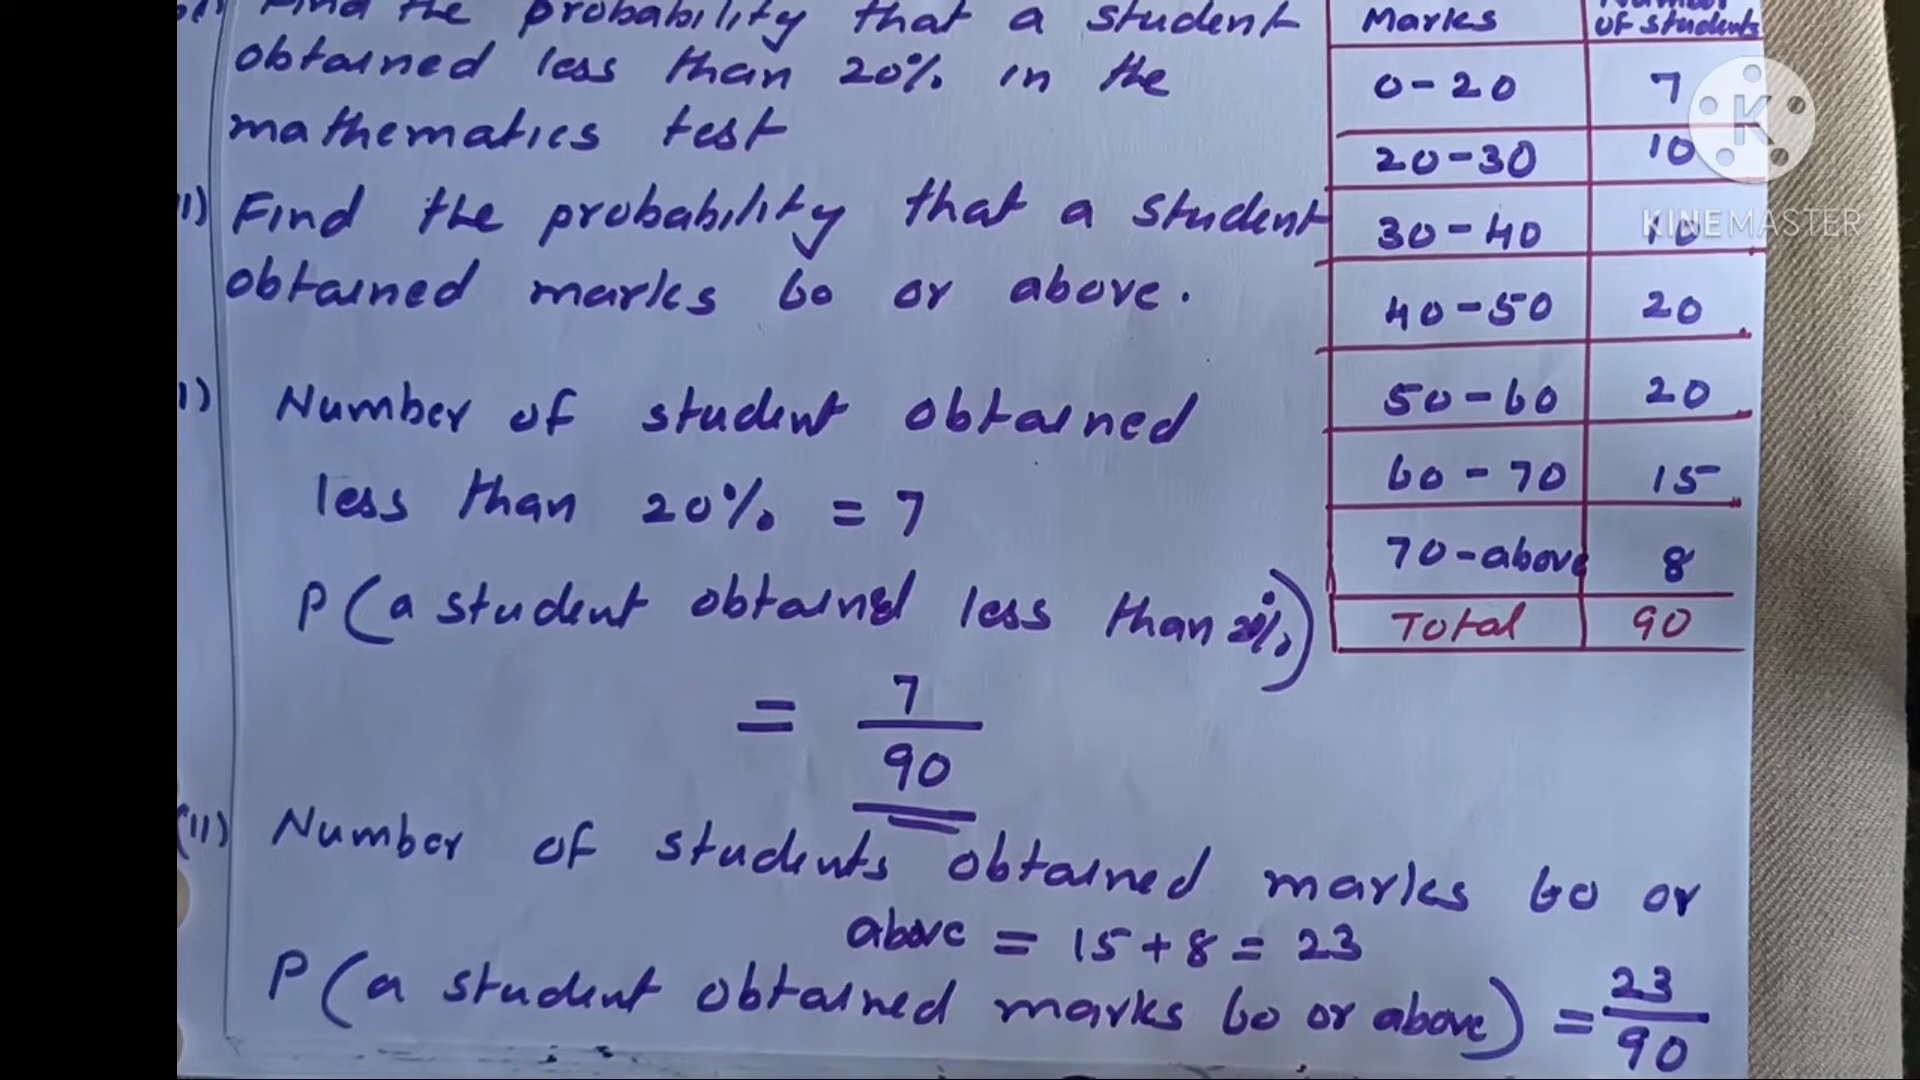 Find the probability that a student
obtained less than 20% in the
mathematics test
Find the probability that a student
obtained marks 60 or above.
1) Number of student obtained
less than 20% = 7
P(a student obtained less than 20%)
= 7/90
(11) Number of students obtained marks 60 or
above = 15 + 8 = 23
P(a student obtained marks 60 or above) = 23/90
Marks Number of students
0-20 7
20-30 10
30-40 10
40-50 20
50-60 20
60-70 15
70-above 8
Total 90
K
KINEMASTER